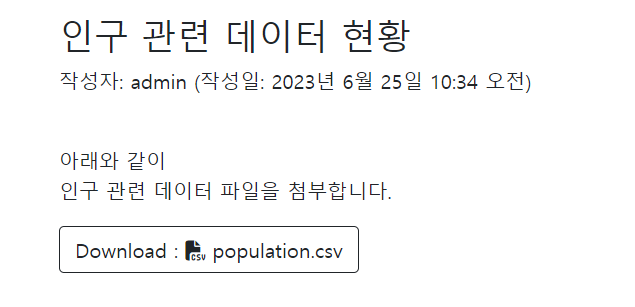 인구 관련 데이터 현황
작성자: admin (작성일: 2023년 6월 25일 10:34 오전)
아래와 같이
인구 관련 데이터 파일을 첨부합니다.
Download : CSV population.csv